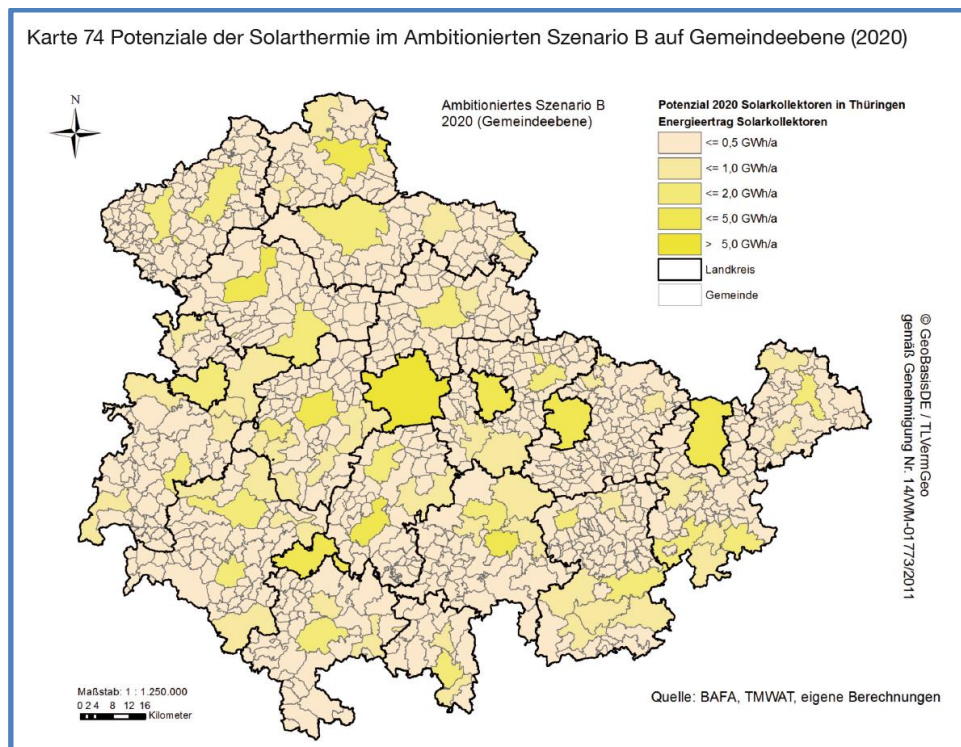 Karte 74 Potenziale der Solarthermie im Ambitionierten Szenario B auf Gemeindeebene (2020)
N
Ambitioniertes Szenario B
2020 (Gemeindeebene)
Potenzial 2020 Solarkollektoren in Thüringen
Energieertrag Solarkollektoren
<= 0,5 GWh/a
<= 1,0 GWh/a
<= 2,0 GWh/a
<= 5,0 GWh/a
> 5,0 GWh/a
Landkreis
Gemeinde
© GeoBasisDE / TLVermGeo
gemäß Genehmigung Nr. 14/WM-01773/2011
Maßstab: 1 : 1.250.000
0 2 4 8 12 16
Kilometer
Quelle: BAFA, TMWAT, eigene Berechnungen